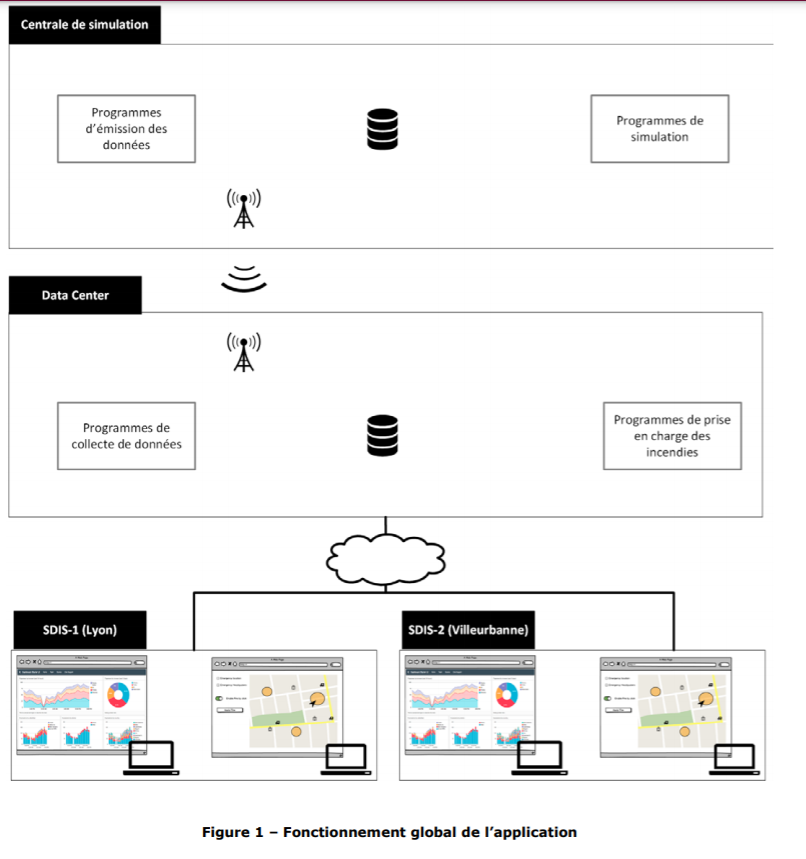 Centrale de simulation
Programmes
d'émission des
données
Programmes de
simulation
Data Center
Programmes de
collecte de données
Programmes de prise
en charge des
incendies
SDIS-1 (Lyon)
SDIS-2 (Villeurbanne)
Figure 1 – Fonctionnement global de l'application